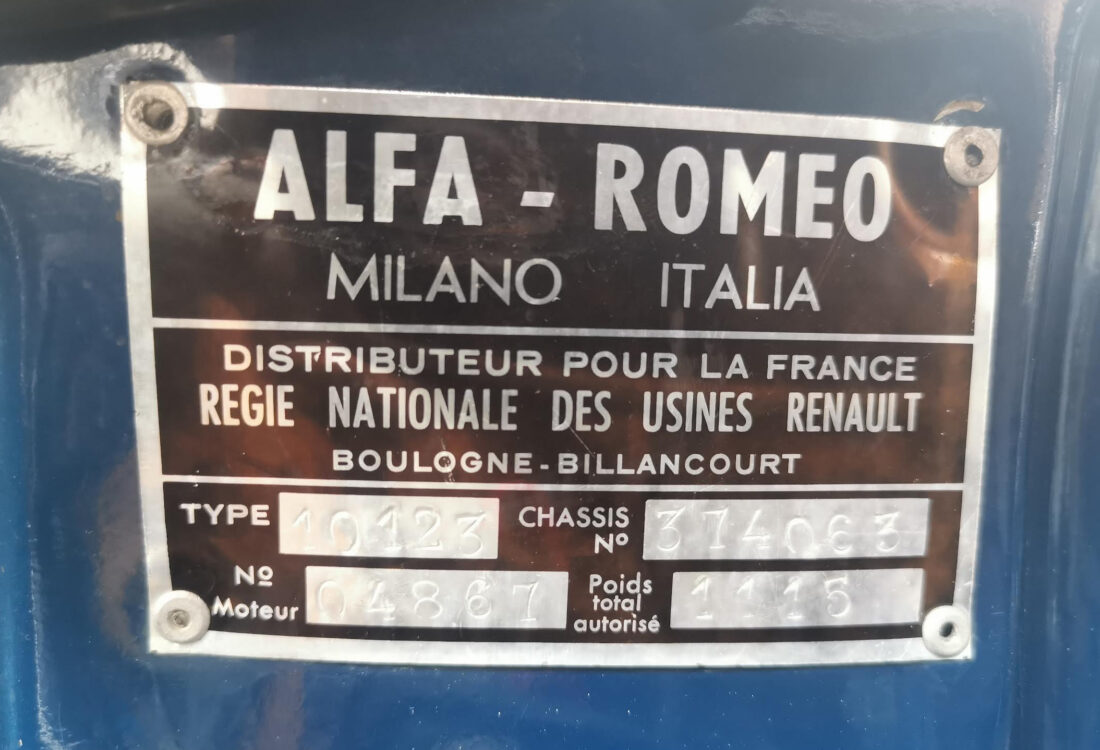 ALFA - ROMEO
MILANO ITALIA
DISTRIBUTEUR POUR LA FRANCE
REGIE NATIONALE DES USINES RENAULT
BOULOGNE-BILLANCOURT
TYPE 10123 CHASSIS Nº 374063
Nº Moteur 04867 Poids total autorisé 1115